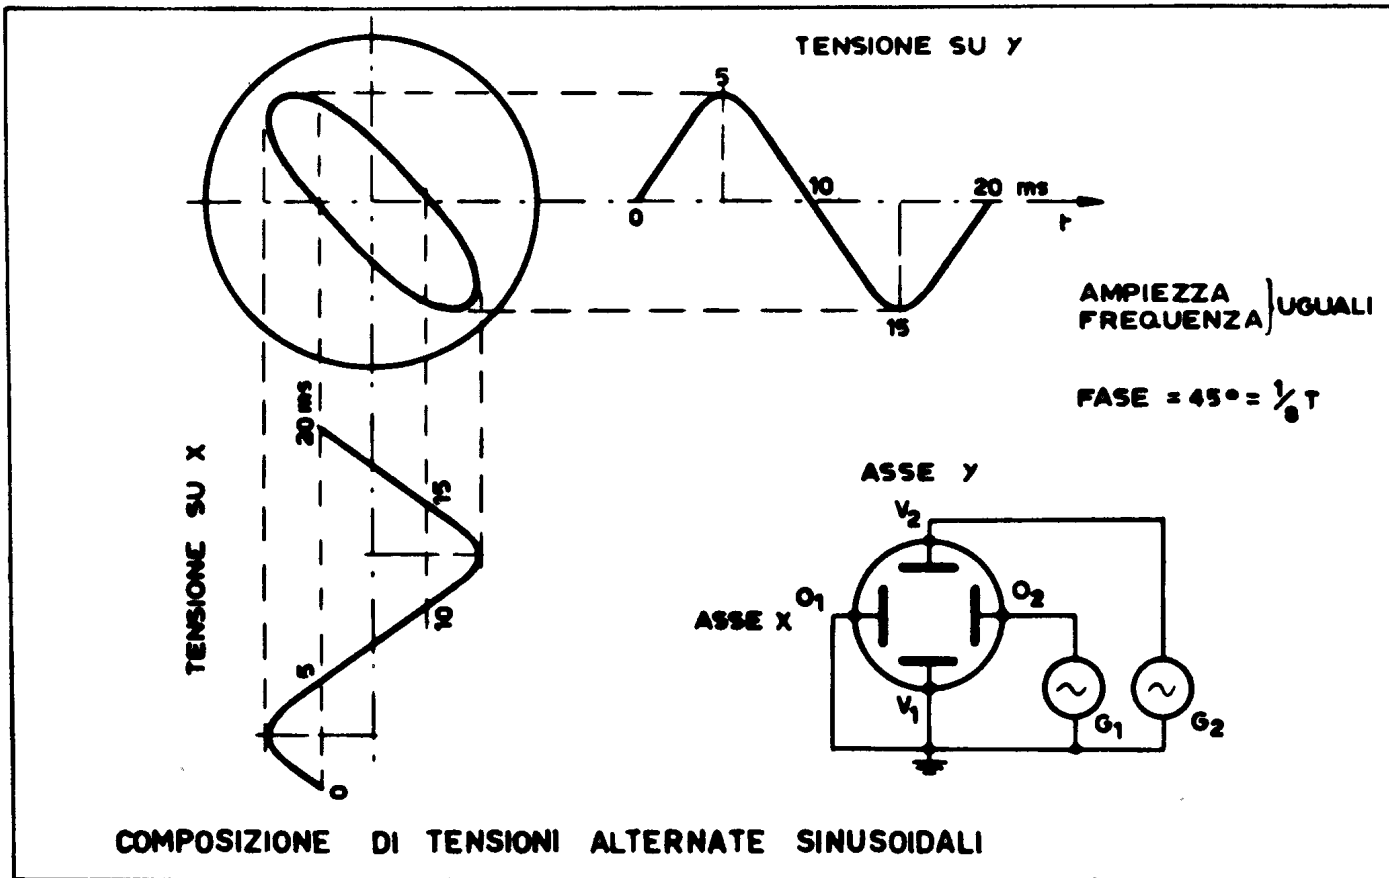 TENSIONE SU Y
5
0
10
20 ms
t
15
AMPIEZZA
FREQUENZA } UGUALI
FASE = 45° = 1/8 T
TENSIONE SU X
20 ms
15
10
5
0
ASSE Y
V2
O1
O2
ASSE X
V1
G1
G2
COMPOSIZIONE DI TENSIONI ALTERNATE SINUSOIDALI